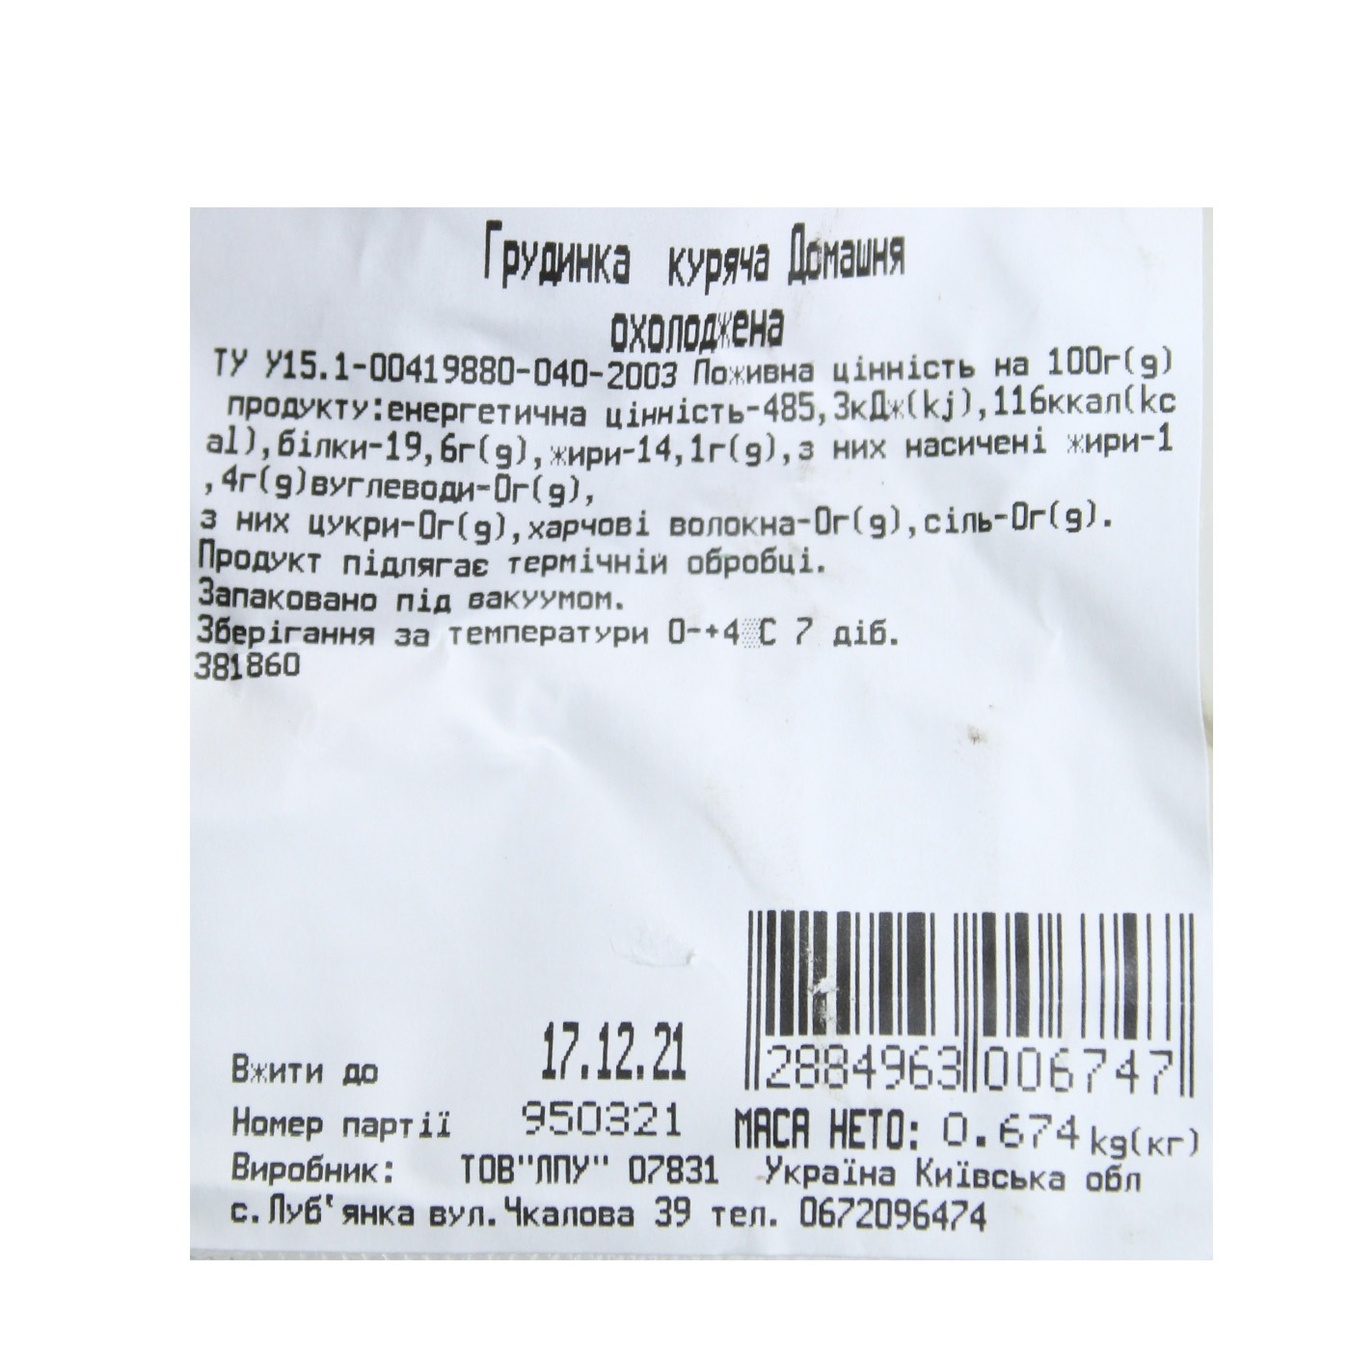 Грудинка куряча Домашня
охолоджена
ТУ У15.1-00419880-040-2003 Поживна цінність на 100г(g)
продукту:енергетична цінність-485,3кДж(kj),116ккал(kc
al),білки-19,6г(g),жири-14,1г(g),з них насичені жири-1
,4г(g)вуглеводи-0г(g),
з них цукри-0г(g),харчові волокна-0г(g),сіль-0г(g).
Продукт підлягає термічній обробці.
Запаковано під вакуумом.
Зберігання за температури 0-+4 С 7 діб.
381860
Вжити до 17.12.21
2884963 006747
Номер партії 950321 МАСА НЕТО: 0.674 kg(кг)
Виробник: ТОВ"ЛПУ" 07831 Україна Київська обл
с.Луб'янка вул.Чкалова 39 тел. 0672096474